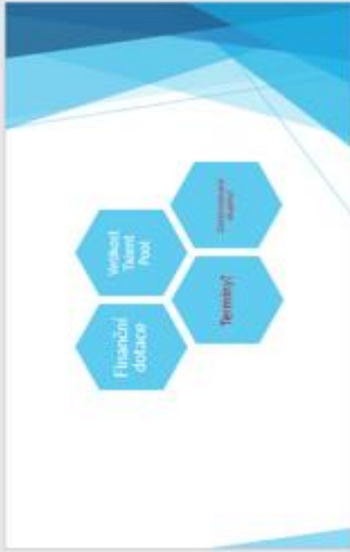 Finanční
dotace
Velikost
Talent
Pool
Termíny!